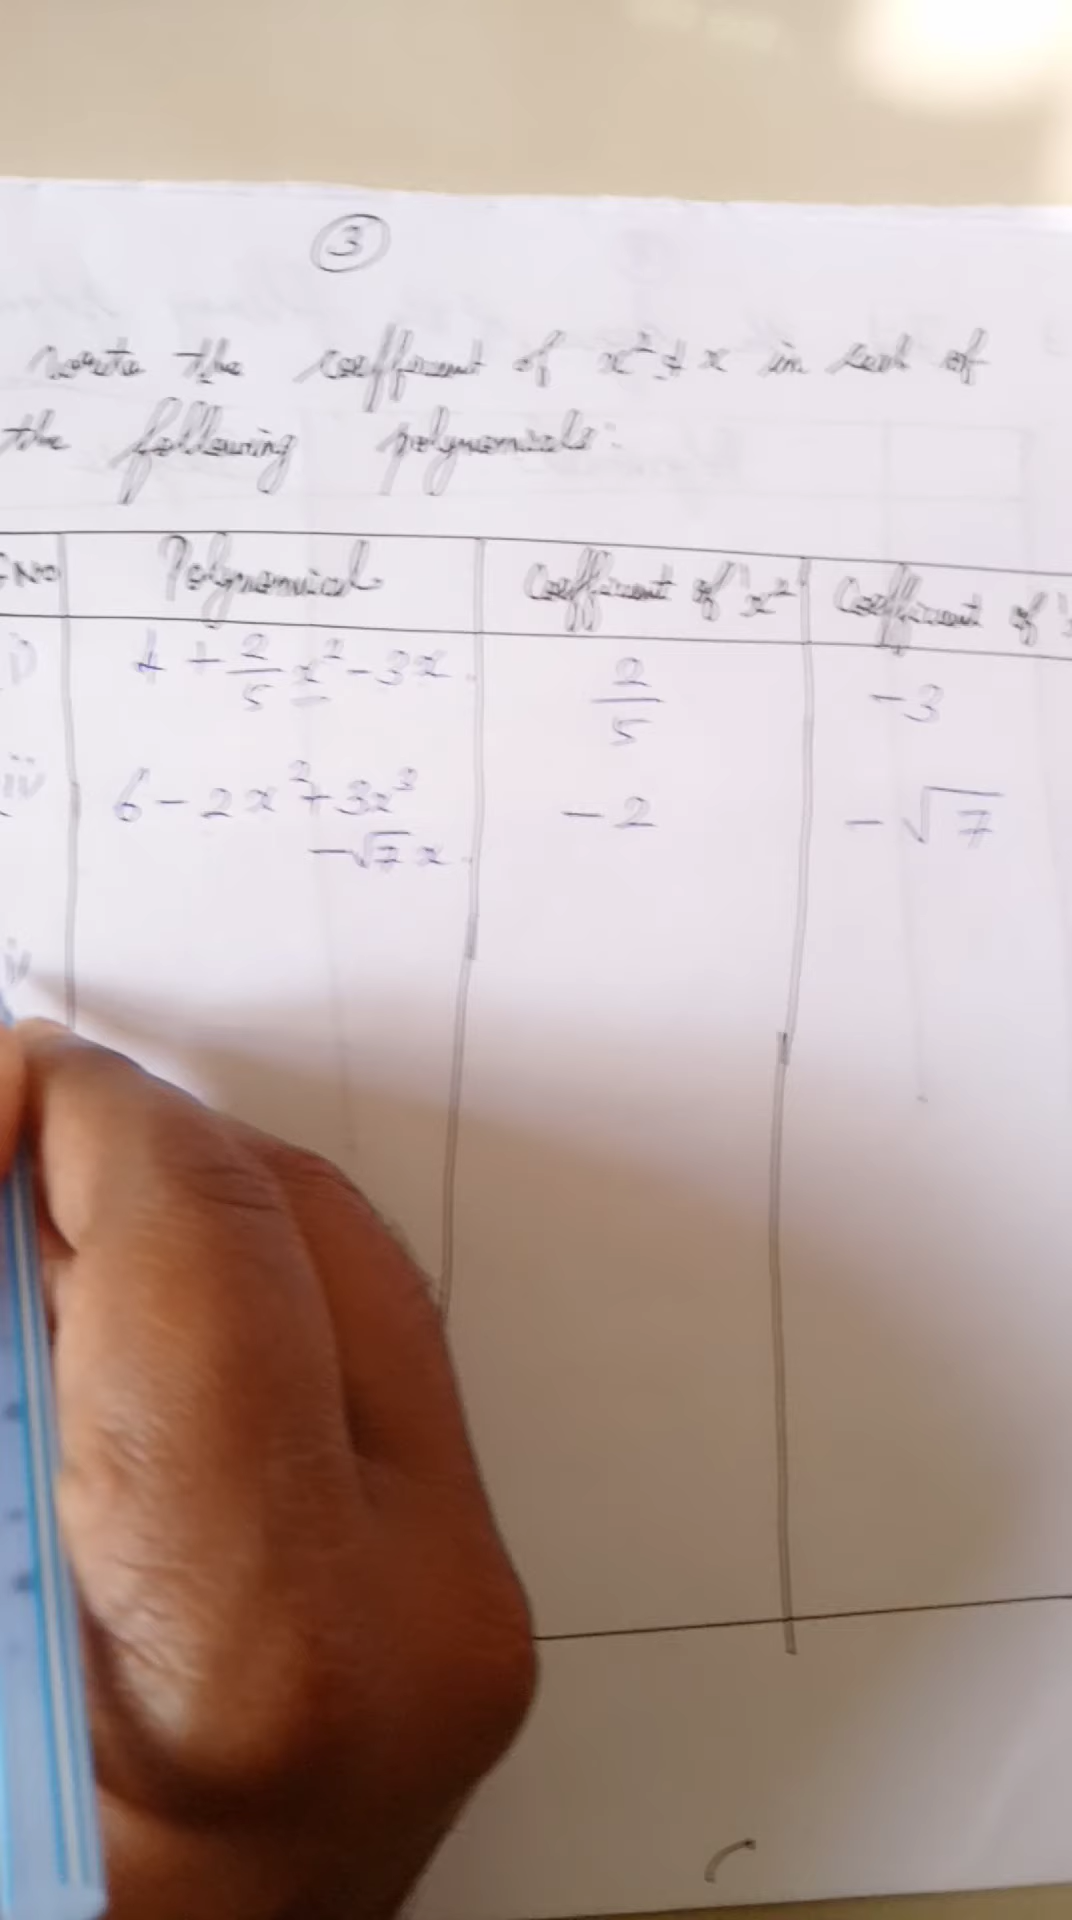 3
write the coefficient of x² & x in each of
the following polynomials:
S.No Polynomial Coefficient of 'x²' Coefficient of 'x
i) 4 + 2/5 x² - 3x. 2/5 -3
ii) 6 - 2x² + 3x³ -2 -√7
-√7 x.